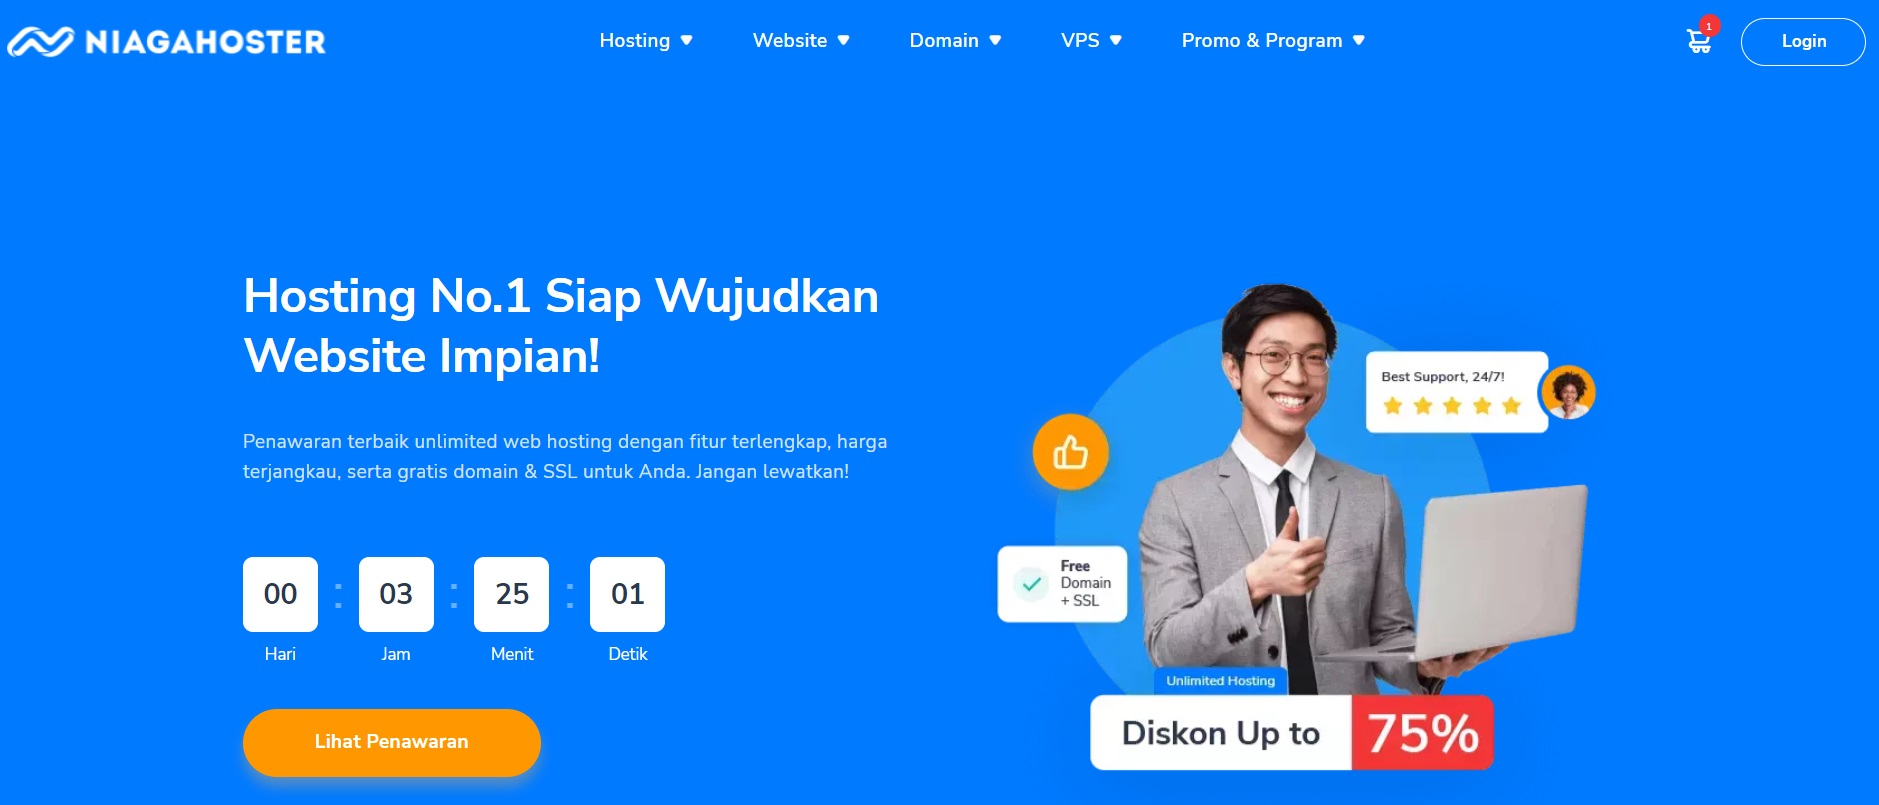 NIAGAHOSTER
Hosting
Website
Domain
VPS
Promo & Program
1
Login
Hosting No.1 Siap Wujudkan
Website Impian!
Penawaran terbaik unlimited web hosting dengan fitur terlengkap, harga
terjangkau, serta gratis domain & SSL untuk Anda. Jangan lewatkan!
00 : 03 : 25 : 01
Hari Jam Menit Detik
Lihat Penawaran
Best Support, 24/7!
Free
Domain
+ SSL
Unlimited Hosting
Diskon Up to 75%